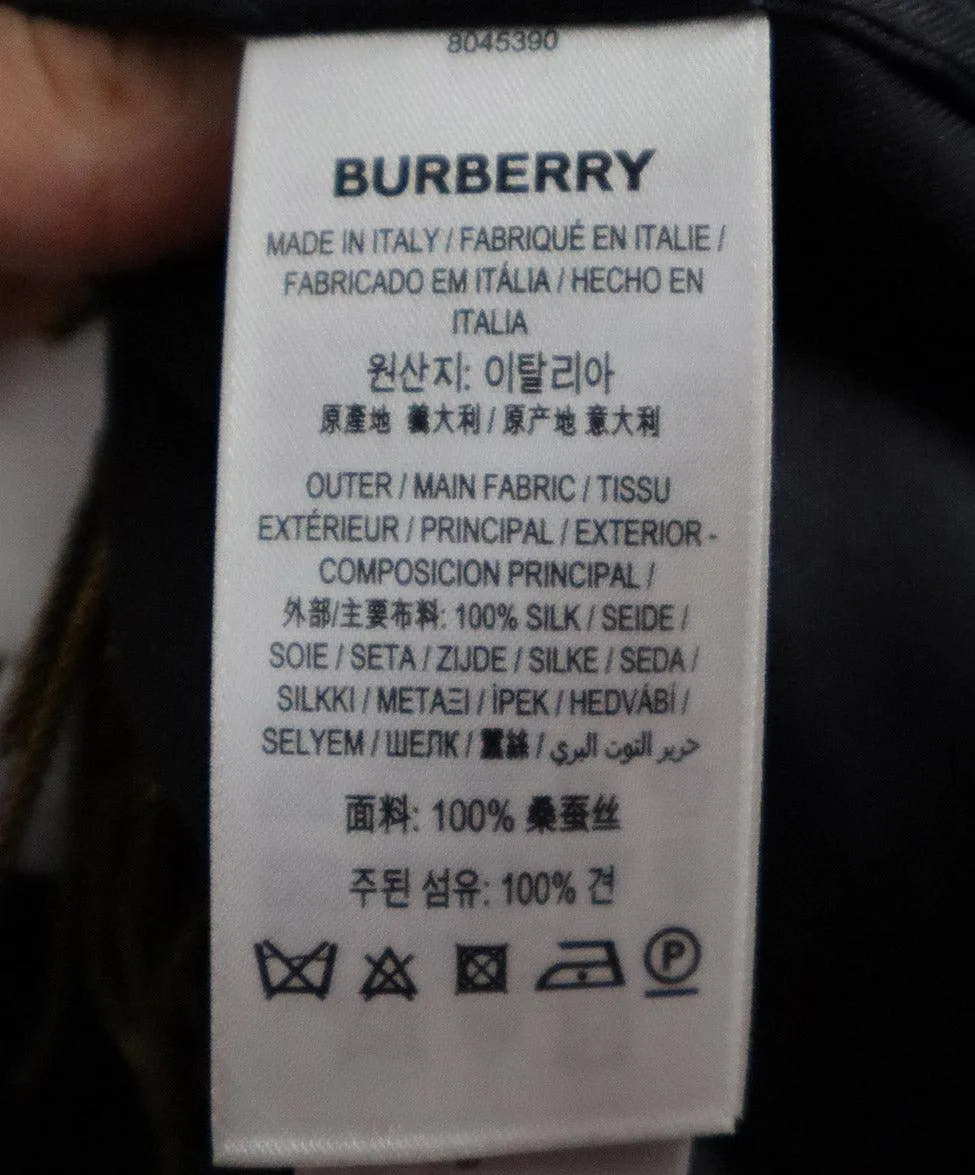 8045390
BURBERRY
MADE IN ITALY / FABRIQUÉ EN ITALIE /
FABRICADO EM ITÁLIA / HECHO EN
ITALIA
원산지: 이탈리아
原產地 義大利 / 原产地 意大利
OUTER / MAIN FABRIC / TISSU
EXTÉRIEUR / PRINCIPAL / EXTERIOR -
COMPOSICION PRINCIPAL /
外部/主要布料: 100% SILK / SEIDE /
SOIE / SETA / ZIJDE / SILKE / SEDA /
SILKKI / ΜΕΤΑΞΙ / İPEK / HEDVÁBÍ /
SELYEM / ШЕЛК / 蠶絲 / حرير التوت البري
面料: 100% 桑蚕丝
주된 섬유: 100% 견
P